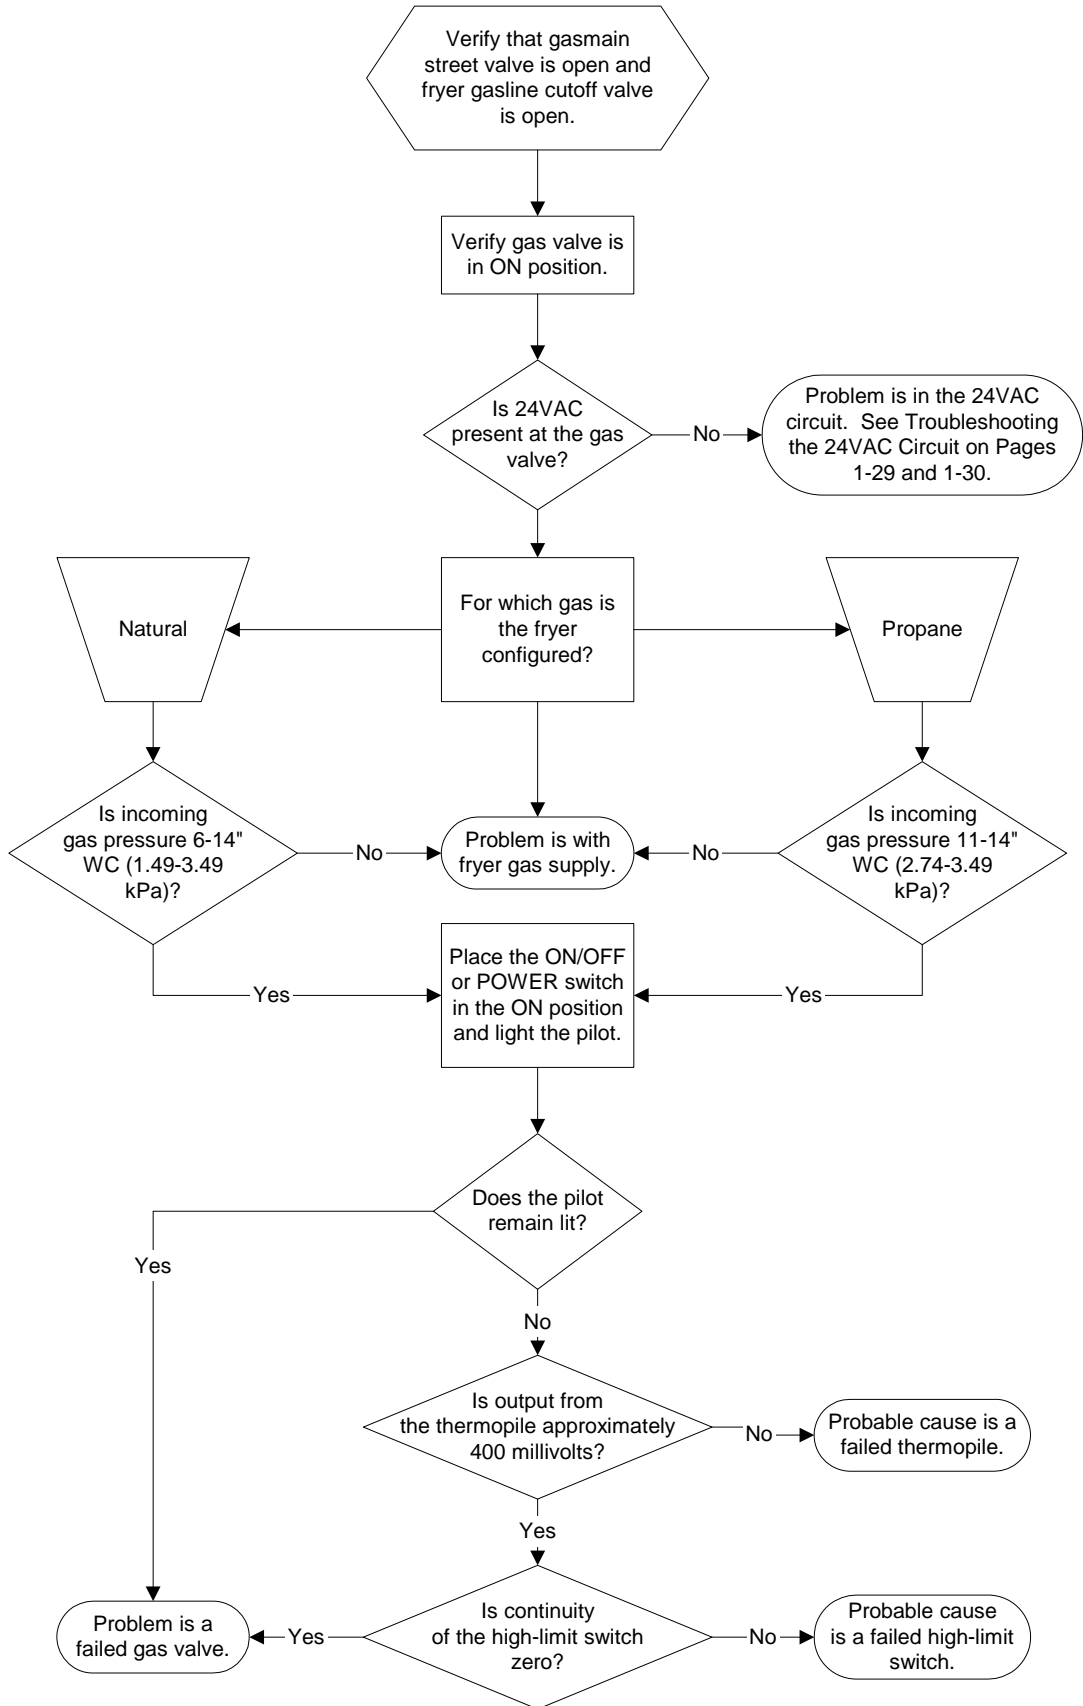 Verify that gasmain
street valve is open and
fryer gasline cutoff valve
is open.
Verify gas valve is
in ON position.
Is 24VAC
present at the gas
valve?
No
Problem is in the 24VAC
circuit.  See Troubleshooting
the 24VAC Circuit on Pages
1-29 and 1-30.
Natural
For which gas is
the fryer
configured?
Propane
Is incoming
gas pressure 6-14"
WC (1.49-3.49
kPa)?
No
Problem is with
fryer gas supply.
No
Is incoming
gas pressure 11-14"
WC (2.74-3.49
kPa)?
Yes
Place the ON/OFF
or POWER switch
in the ON position
and light the pilot.
Yes
Does the pilot
remain lit?
Yes
No
Is output from
the thermopile approximately
400 millivolts?
No
Probable cause is a
failed thermopile.
Yes
Problem is a
failed gas valve.
Yes
Is continuity
of the high-limit switch
zero?
No
Probable cause
is a failed high-limit
switch.